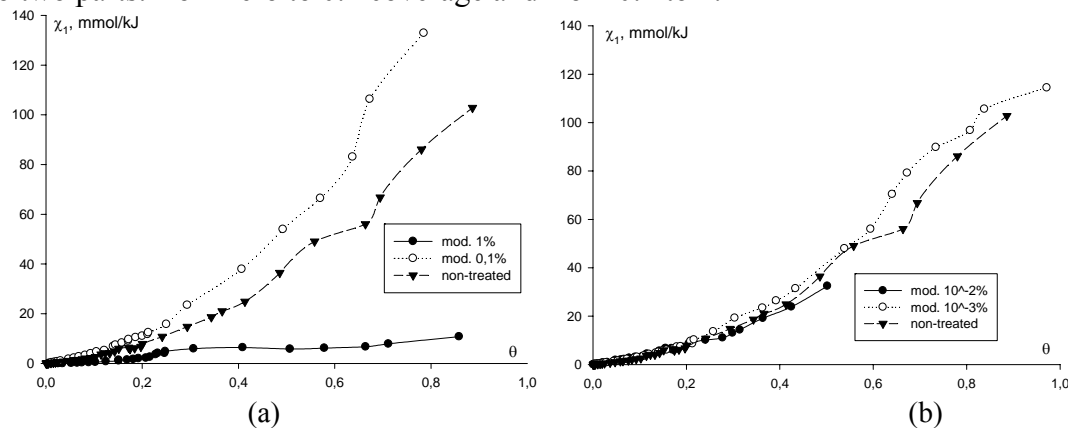 χ1, mmol/kJ
140
120
100
80
60
40
20
0
0,0 0,2 0,4 0,6 0,8 1,0
θ
mod. 1%
mod. 0,1%
non-treated
(a)
χ1, mmol/kJ
140
120
100
80
60
40
20
0
0,0 0,2 0,4 0,6 0,8 1,0
θ
mod. 10^-2%
mod. 10^-3%
non-treated
(b)